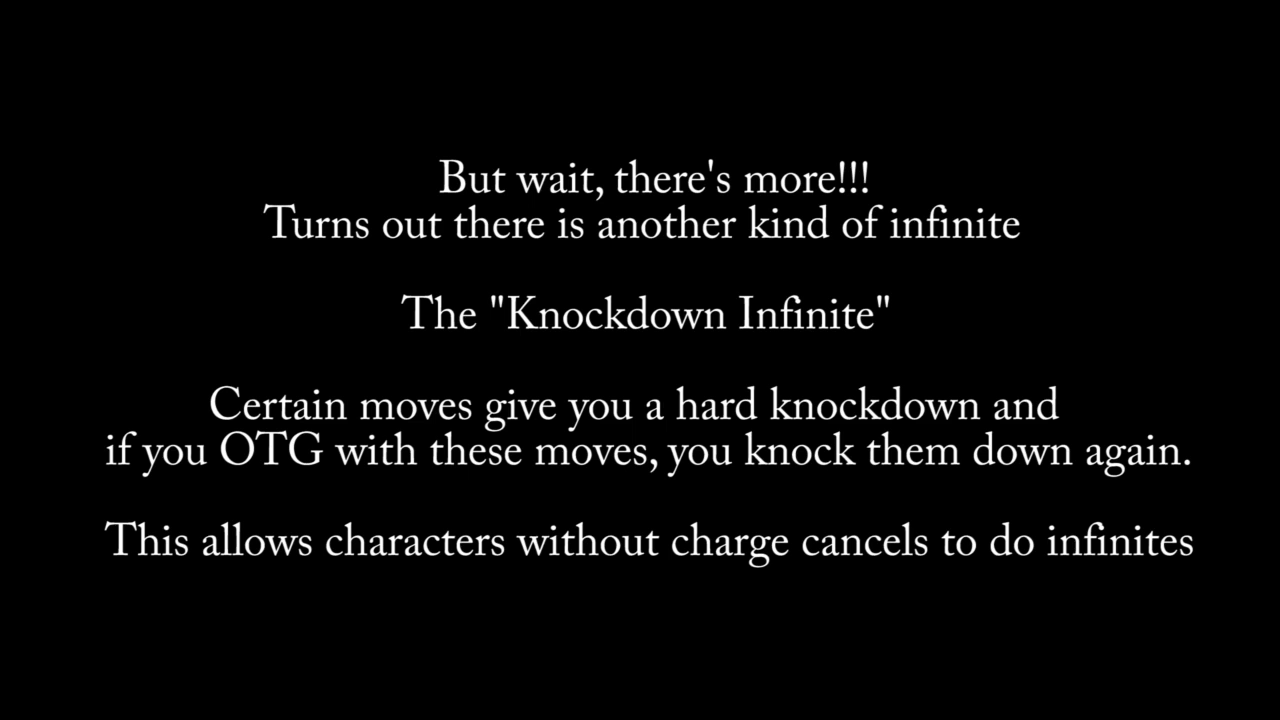 But wait, there's more!!!
Turns out there is another kind of infinite
The "Knockdown Infinite"
Certain moves give you a hard knockdown and
if you OTG with these moves, you knock them down again.
This allows characters without charge cancels to do infinites